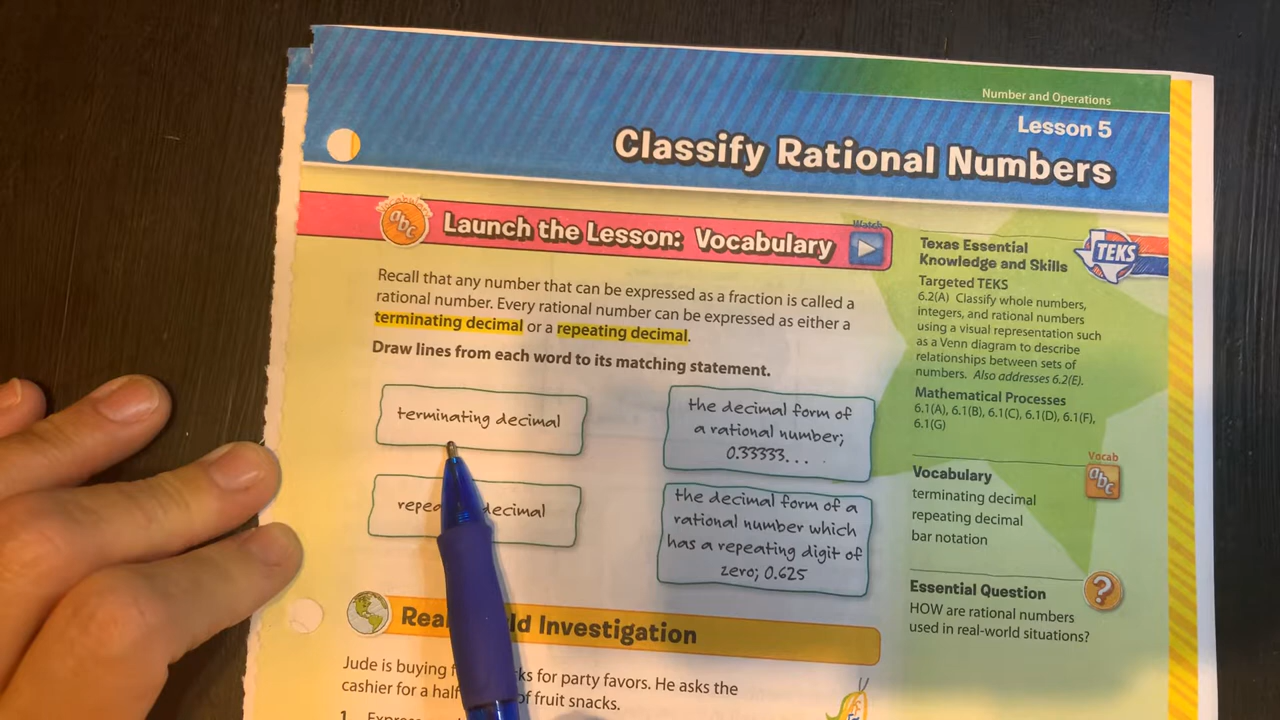 Number and Operations
Lesson 5
Classify Rational Numbers
Vocabulary
abc
Launch the Lesson: Vocabulary
Watch
Recall that any number that can be expressed as a fraction is called a
rational number. Every rational number can be expressed as either a
terminating decimal or a repeating decimal.
Draw lines from each word to its matching statement.
terminating decimal
the decimal form of
a rational number;
0.33333...
decimal
the decimal form of a
rational number which
has a repeating digit of
zero; 0.625
Investigation
Jude is buying
for party favors. He asks the
cashier for a half
of fruit snacks.
1.
Texas Essential
Knowledge and Skills
TEKS
Targeted TEKS
6.2(A) Classify whole numbers,
integers, and rational numbers
using a visual representation such
as a Venn diagram to describe
relationships between sets of
numbers. Also addresses 6.2(E).
Mathematical Processes
6.1(A), 6.1(B), 6.1(C), 6.1(D), 6.1(F),
6.1(G)
Vocab
abc
Vocabulary
terminating decimal
repeating decimal
bar notation
Essential Question
?
HOW are rational numbers
used in real-world situations?